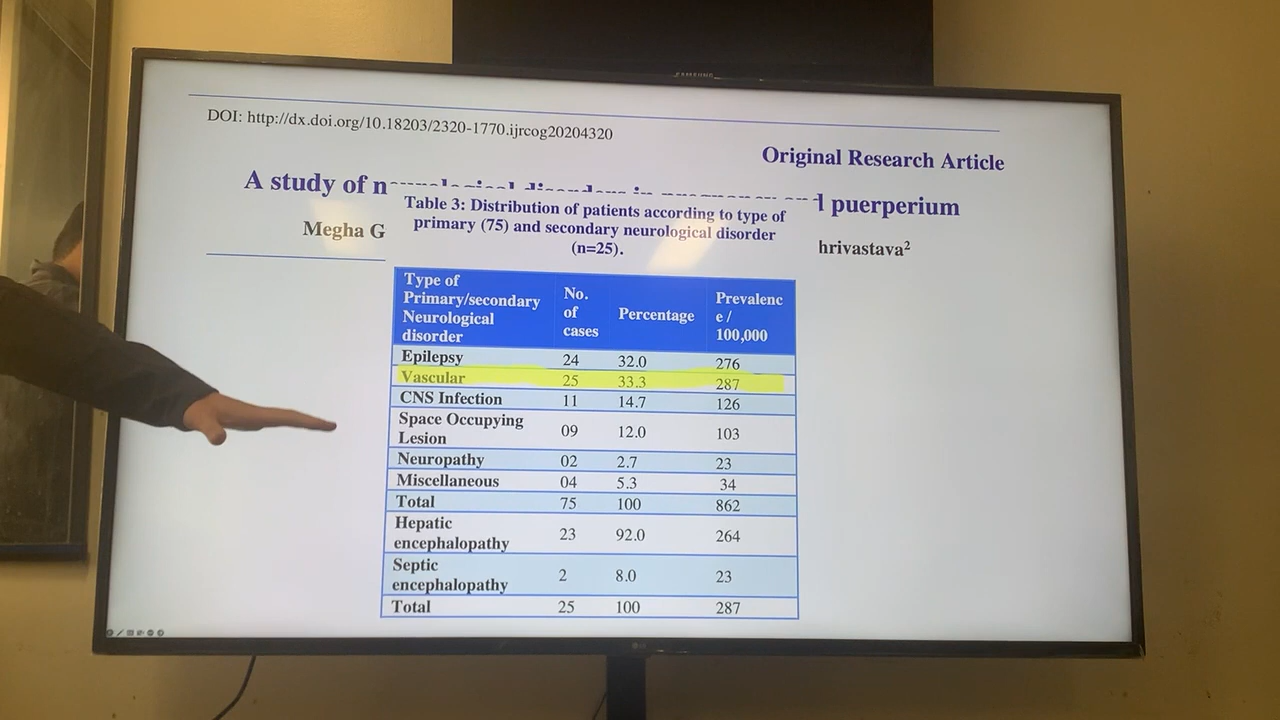 SAMSUNG
DOI: http://dx.doi.org/10.18203/2320-1770.ijrcog20204320
Original Research Article
A study of n
puerperium
Megha G
hrivastava²
Table 3: Distribution of patients according to type of
primary (75) and secondary neurological disorder
(n=25).
Type of
Primary/secondary
Neurological
disorder
No.
of
cases
Percentage
Prevalenc
e /
100,000
Epilepsy 24 32.0 276
Vascular 25 33.3 287
CNS Infection 11 14.7 126
Space Occupying
Lesion 09 12.0 103
Neuropathy 02 2.7 23
Miscellaneous 04 5.3 34
Total 75 100 862
Hepatic
encephalopathy 23 92.0 264
Septic
encephalopathy 2 8.0 23
Total 25 100 287
LG